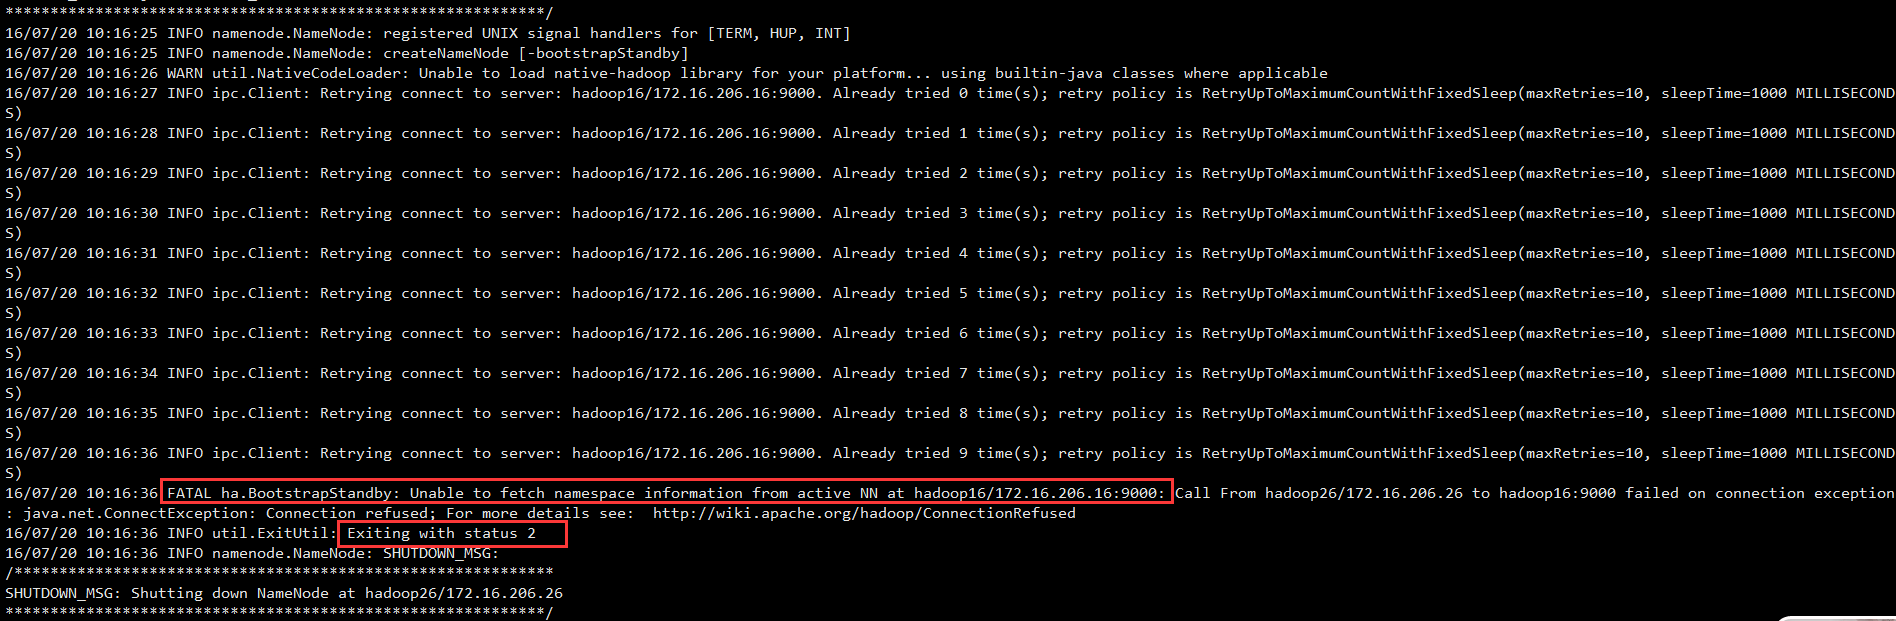 ************************************************************/
16/07/20 10:16:25 INFO namenode.NameNode: registered UNIX signal handlers for [TERM, HUP, INT]
16/07/20 10:16:25 INFO namenode.NameNode: createNameNode [-bootstrapStandby]
16/07/20 10:16:26 WARN util.NativeCodeLoader: Unable to load native-hadoop library for your platform... using builtin-java classes where applicable
16/07/20 10:16:27 INFO ipc.Client: Retrying connect to server: hadoop16/172.16.206.16:9000. Already tried 0 time(s); retry policy is RetryUpToMaximumCountWithFixedSleep(maxRetries=10, sleepTime=1000 MILLISECOND
S)
16/07/20 10:16:28 INFO ipc.Client: Retrying connect to server: hadoop16/172.16.206.16:9000. Already tried 1 time(s); retry policy is RetryUpToMaximumCountWithFixedSleep(maxRetries=10, sleepTime=1000 MILLISECOND
S)
16/07/20 10:16:29 INFO ipc.Client: Retrying connect to server: hadoop16/172.16.206.16:9000. Already tried 2 time(s); retry policy is RetryUpToMaximumCountWithFixedSleep(maxRetries=10, sleepTime=1000 MILLISECOND
S)
16/07/20 10:16:30 INFO ipc.Client: Retrying connect to server: hadoop16/172.16.206.16:9000. Already tried 3 time(s); retry policy is RetryUpToMaximumCountWithFixedSleep(maxRetries=10, sleepTime=1000 MILLISECOND
S)
16/07/20 10:16:31 INFO ipc.Client: Retrying connect to server: hadoop16/172.16.206.16:9000. Already tried 4 time(s); retry policy is RetryUpToMaximumCountWithFixedSleep(maxRetries=10, sleepTime=1000 MILLISECOND
S)
16/07/20 10:16:32 INFO ipc.Client: Retrying connect to server: hadoop16/172.16.206.16:9000. Already tried 5 time(s); retry policy is RetryUpToMaximumCountWithFixedSleep(maxRetries=10, sleepTime=1000 MILLISECOND
S)
16/07/20 10:16:33 INFO ipc.Client: Retrying connect to server: hadoop16/172.16.206.16:9000. Already tried 6 time(s); retry policy is RetryUpToMaximumCountWithFixedSleep(maxRetries=10, sleepTime=1000 MILLISECOND
S)
16/07/20 10:16:34 INFO ipc.Client: Retrying connect to server: hadoop16/172.16.206.16:9000. Already tried 7 time(s); retry policy is RetryUpToMaximumCountWithFixedSleep(maxRetries=10, sleepTime=1000 MILLISECOND
S)
16/07/20 10:16:35 INFO ipc.Client: Retrying connect to server: hadoop16/172.16.206.16:9000. Already tried 8 time(s); retry policy is RetryUpToMaximumCountWithFixedSleep(maxRetries=10, sleepTime=1000 MILLISECOND
S)
16/07/20 10:16:36 INFO ipc.Client: Retrying connect to server: hadoop16/172.16.206.16:9000. Already tried 9 time(s); retry policy is RetryUpToMaximumCountWithFixedSleep(maxRetries=10, sleepTime=1000 MILLISECOND
S)
16/07/20 10:16:36 FATAL ha.BootstrapStandby: Unable to fetch namespace information from active NN at hadoop16/172.16.206.16:9000: Call From hadoop26/172.16.206.26 to hadoop16:9000 failed on connection exception
: java.net.ConnectException: Connection refused; For more details see:  http://wiki.apache.org/hadoop/ConnectionRefused
16/07/20 10:16:36 INFO util.ExitUtil: Exiting with status 2
16/07/20 10:16:36 INFO namenode.NameNode: SHUTDOWN_MSG:
/************************************************************
SHUTDOWN_MSG: Shutting down NameNode at hadoop26/172.16.206.26
************************************************************/